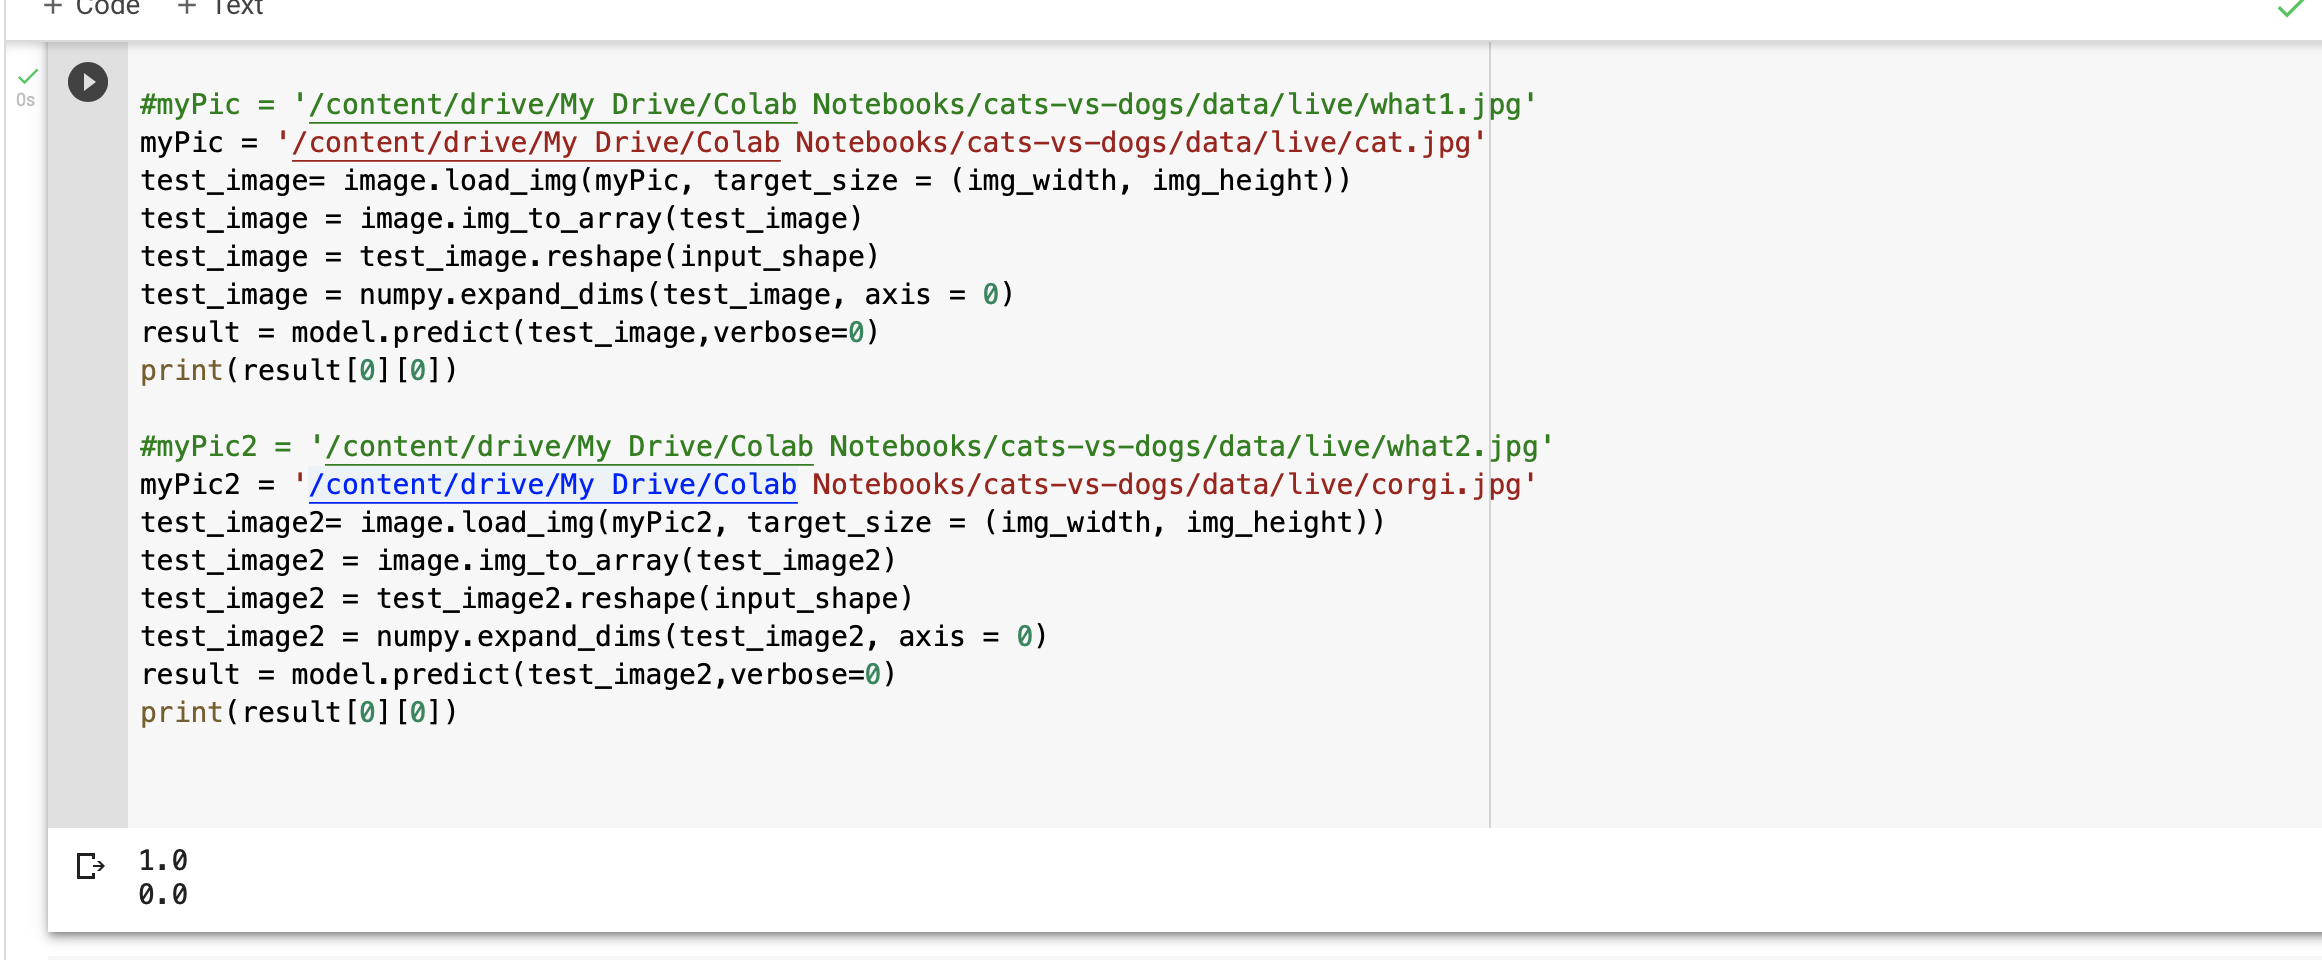 + Code + Text
0s
#myPic = '/content/drive/My Drive/Colab Notebooks/cats-vs-dogs/data/live/what1.jpg'
myPic = '/content/drive/My Drive/Colab Notebooks/cats-vs-dogs/data/live/cat.jpg'
test_image= image.load_img(myPic, target_size = (img_width, img_height))
test_image = image.img_to_array(test_image)
test_image = test_image.reshape(input_shape)
test_image = numpy.expand_dims(test_image, axis = 0)
result = model.predict(test_image,verbose=0)
print(result[0][0])
#myPic2 = '/content/drive/My Drive/Colab Notebooks/cats-vs-dogs/data/live/what2.jpg'
myPic2 = '/content/drive/My Drive/Colab Notebooks/cats-vs-dogs/data/live/corgi.jpg'
test_image2= image.load_img(myPic2, target_size = (img_width, img_height))
test_image2 = image.img_to_array(test_image2)
test_image2 = test_image2.reshape(input_shape)
test_image2 = numpy.expand_dims(test_image2, axis = 0)
result = model.predict(test_image2,verbose=0)
print(result[0][0])
1.0
0.0